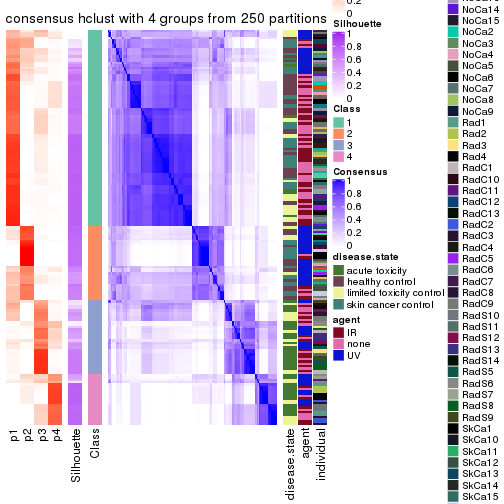 consensus hclust with 4 groups from 250 partitions
0.2
0
Silhouette
1
0.8
0.6
0.4
0.2
0
Class
1
2
3
4
Consensus
1
0.8
0.6
0.4
0.2
0
disease.state
acute toxicity
healthy control
limited toxicity control
skin cancer control
agent
IR
none
UV
p1
p2
p3
p4
Silhouette
Class
disease.state
agent
individual
NoCa14
NoCa15
NoCa2
NoCa3
NoCa4
NoCa5
NoCa6
NoCa7
NoCa8
NoCa9
Rad1
Rad2
Rad3
Rad4
RadC1
RadC10
RadC11
RadC12
RadC13
RadC2
RadC3
RadC4
RadC5
RadC6
RadC7
RadC8
RadC9
RadS10
RadS11
RadS12
RadS13
RadS14
RadS5
RadS6
RadS7
RadS8
RadS9
SkCa1
SkCa10
SkCa11
SkCa12
SkCa13
SkCa14
SkCa15